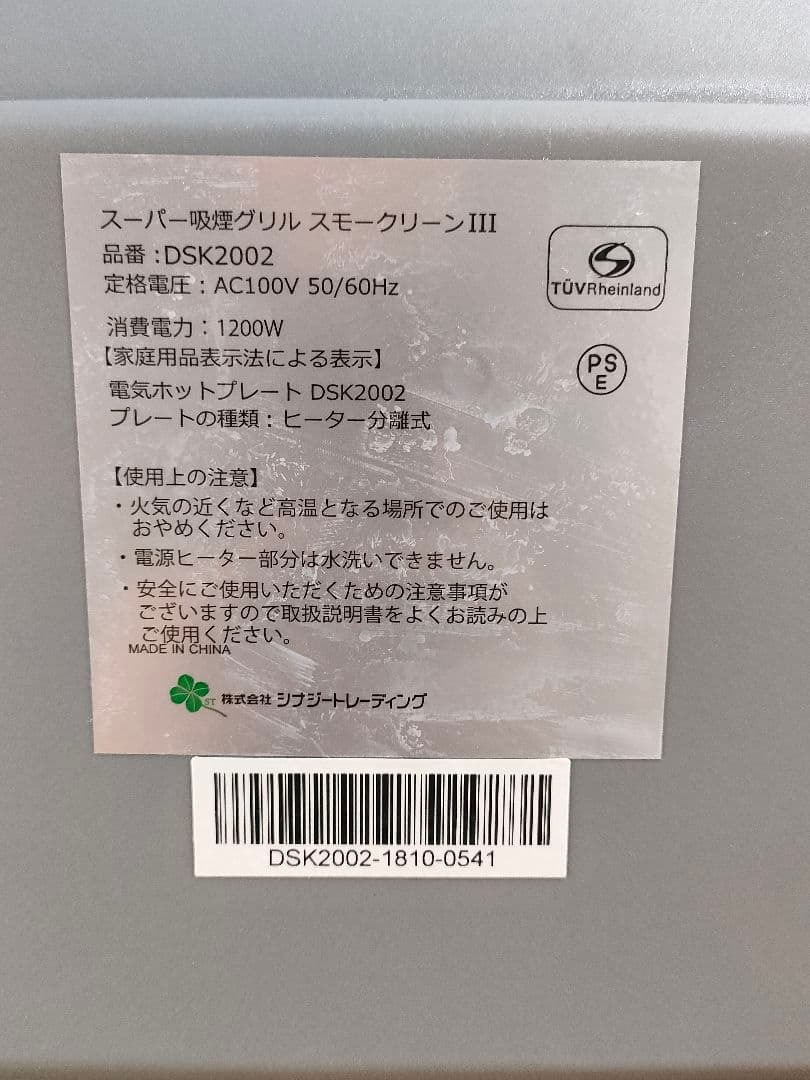 スーパー吸煙グリル スモークリーンIII
品番:DSK2002
定格電圧:AC100V 50/60Hz
消費電力:1200W
【家庭用品表示法による表示】
電気ホットプレート DSK2002
プレートの種類:ヒーター分離式
TÜVRheinland
PS
E
【使用上の注意】
・火気の近くなど高温となる場所でのご使用は
おやめください。
・電源ヒーター部分は水洗いできません。
・安全にご使用いただくための注意事項が
ございますので取扱説明書をよくお読みの上
ご使用ください。
MADE IN CHINA
ST 株式会社 シナジートレーディング
DSK2002-1810-0541